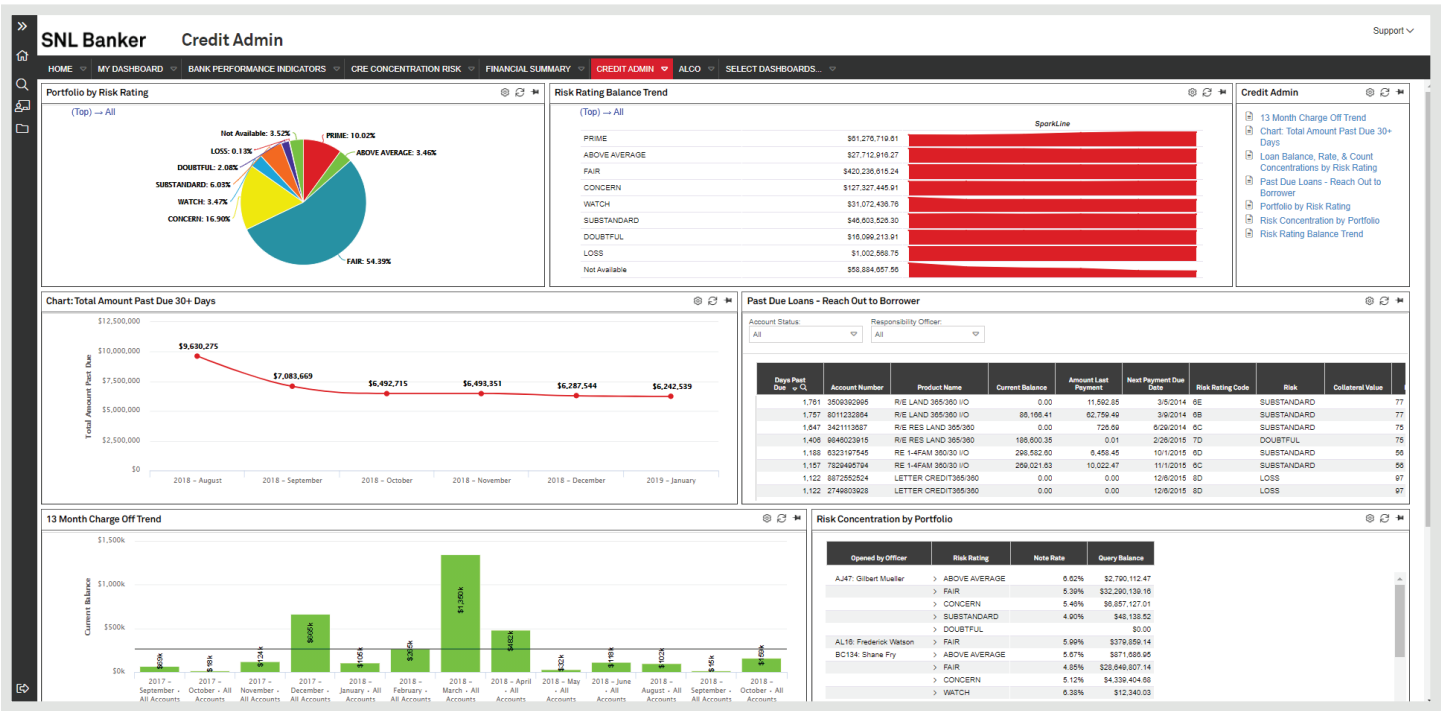 SNL Banker
Credit Admin
Support
HOME
MY DASHBOARD
BANK PERFORMANCE INDICATORS
CRE CONCENTRATION RISK
FINANCIAL SUMMARY
CREDIT ADMIN
ALCO
SELECT DASHBOARDS...
Portfolio by Risk Rating
(Top) → All
Not Available: 3.52%
PRIME: 10.02%
LOSS: 0.13%
ABOVE AVERAGE: 3.46%
DOUBTFUL: 2.08%
SUBSTANDARD: 6.03%
WATCH: 3.47%
CONCERN: 16.90%
FAIR: 54.39%
Risk Rating Balance Trend
(Top) → All
SparkLine
PRIME $61,276,719.61
ABOVE AVERAGE $27,712,916.27
FAIR $420,236,615.24
CONCERN $127,327,445.91
WATCH $31,072,436.76
SUBSTANDARD $46,603,526.30
DOUBTFUL $16,099,213.91
LOSS $1,002,568.75
Not Available $58,884,657.56
Credit Admin
13 Month Charge Off Trend
Chart: Total Amount Past Due 30+
Days
Loan Balance, Rate, & Count
Concentrations by Risk Rating
Past Due Loans - Reach Out to
Borrower
Portfolio by Risk Rating
Risk Concentration by Portfolio
Risk Rating Balance Trend
Chart: Total Amount Past Due 30+ Days
Total Amount Past Due
$12,500,000
$10,000,000
$7,500,000
$5,000,000
$2,500,000
$0
$9,630,275
$7,083,669
$6,492,715
$6,493,351
$6,287,544
$6,242,539
2018 - August
2018 - September
2018 - October
2018 - November
2018 - December
2019 - January
Past Due Loans - Reach Out to Borrower
Account Status:
All
Responsibility Officer:
All
Days Past
Due
Account Number
Product Name
Current Balance
Amount Last
Payment
Next Payment Due
Date
Risk Rating Code
Risk
Collateral Value
1,761 3509392995 R/E LAND 365/360 I/O 0.00 11,592.85 3/5/2014 6E SUBSTANDARD 77
1,757 8011232864 R/E LAND 365/360 I/O 86,166.41 62,759.49 3/9/2014 6B SUBSTANDARD 77
1,647 3421113687 R/E RES LAND 365/360 0.00 726.69 6/29/2014 6C SUBSTANDARD 75
1,406 9846023915 R/E RES LAND 365/360 186,600.35 0.01 2/26/2015 7D DOUBTFUL 75
1,188 6323197545 RE 1-4FAM 360/30 I/O 298,582.60 6,458.45 10/1/2015 6D SUBSTANDARD 56
1,157 7829495794 RE 1-4FAM 360/30 I/O 269,021.63 10,022.47 11/1/2015 6C SUBSTANDARD 56
1,122 8872552524 LETTER CREDIT365/360 0.00 0.00 12/6/2015 8D LOSS 97
1,122 2749803928 LETTER CREDIT365/360 0.00 0.00 12/6/2015 8D LOSS 97
13 Month Charge Off Trend
Current Balance
$1,500k
$1,000k
$500k
$0k
$69k
$18k
$124k
$665k
$105k
$265k
$1,350k
$482k
$32k
$118k
$102k
$15k
$159k
2017 -
September -
All Accounts
2017 -
October - All
Accounts
2017 -
November -
All Accounts
2017 -
December -
All Accounts
2018 -
January - All
Accounts
2018 -
February -
All Accounts
2018 -
March - All
Accounts
2018 - April
- All
Accounts
2018 - May
- All
Accounts
2018 - June
- All
Accounts
2018 -
August - All
Accounts
2018 -
September -
All Accounts
2018 -
October - All
Accounts
Risk Concentration by Portfolio
Opened by Officer
Risk Rating
Note Rate
Query Balance
AJ47: Gilbert Mueller > ABOVE AVERAGE 6.62% $2,790,112.47
> FAIR 5.39% $32,290,139.16
> CONCERN 5.46% $6,857,127.01
> SUBSTANDARD 4.90% $48,138.52
> DOUBTFUL $0.00
AL16: Frederick Watson > FAIR 5.99% $379,859.14
BC134: Shane Fry > ABOVE AVERAGE 5.67% $871,686.95
> FAIR 4.85% $28,649,807.14
> CONCERN 5.12% $4,339,404.68
> WATCH 6.38% $12,340.03